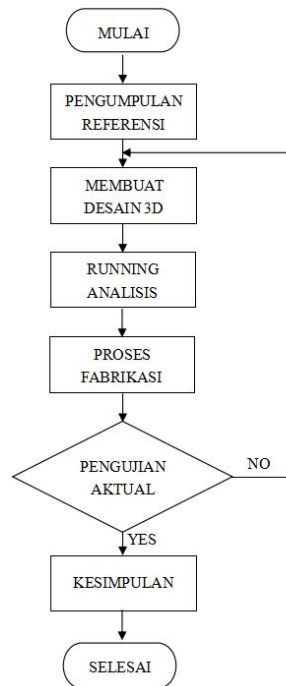 MULAI
PENGUMPULAN
REFERENSI
MEMBUAT
DESAIN 3D
RUNNING
ANALISIS
PROSES
FABRIKASI
PENGUJIAN
AKTUAL
NO
YES
KESIMPULAN
SELESAI